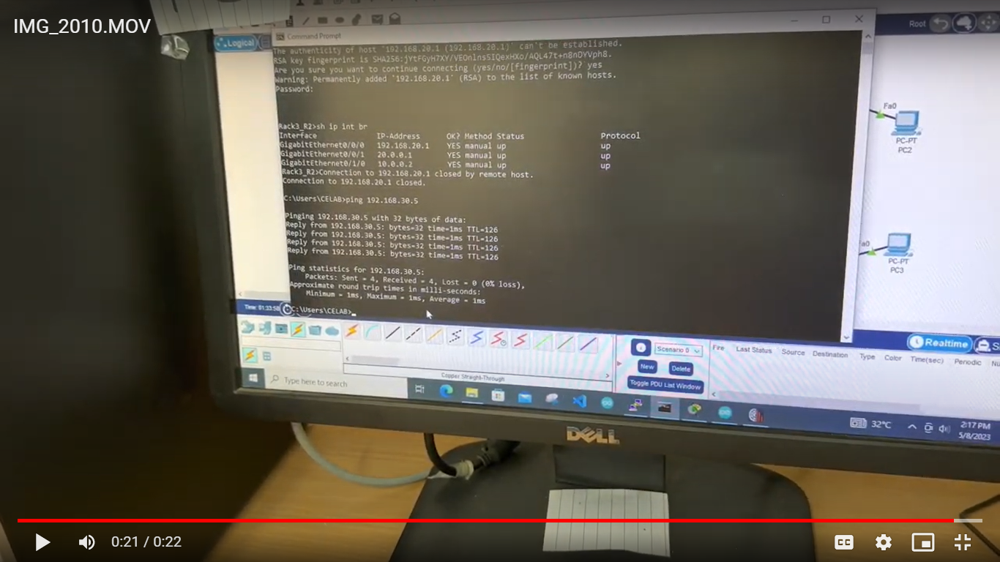 IMG_2010.MOV
Logical
Root
Command Prompt
The authenticity of host '192.168.20.1 (192.168.20.1)' can't be established.
RSA key fingerprint is
Are you sure you want to continue connecting (yes/no/[fingerprint])? yes
Warning: Permanently added '192.168.20.1' (RSA) to the list of known hosts.
Password:
Rack3_R2>sh ip int br
Interface IP-Address OK? Method Status Protocol
GigabitEthernet0/0/0 192.168.20.1 YES manual up up
GigabitEthernet0/0/1 20.0.0.1 YES manual up up
GigabitEthernet0/1/0 10.0.0.2 YES manual up up
Rack3_R2>Connection to 192.168.20.1 closed by remote host.
Connection to 192.168.20.1 closed.
C:\Users\CELAB>ping 192.168.30.5
Pinging 192.168.30.5 with 32 bytes of data:
Reply from 192.168.30.5: bytes=32 time=1ms TTL=126
Reply from 192.168.30.5: bytes=32 time=1ms TTL=126
Reply from 192.168.30.5: bytes=32 time=1ms TTL=126
Reply from 192.168.30.5: bytes=32 time=1ms TTL=126
Ping statistics for 192.168.30.5:
Packets: Sent = 4, Received = 4, Lost = 0 (0% loss),
Approximate round trip times in milli-seconds:
Minimum = 1ms, Maximum = 1ms, Average = 1ms
C:\Users\CELAB>
Fa0
PC-PT
PC2
Fa0
PC-PT
PC3
Time: 01:33:58
Realtime
Scenario 0
New
Delete
Toggle PDU List Window
Fire Last Status Source Destination Type Color Time(sec) Periodic
Copper Straight-Through
Type here to search
32°C
2:17 PM
5/8/2023
DELL
0:21 / 0:22
CC